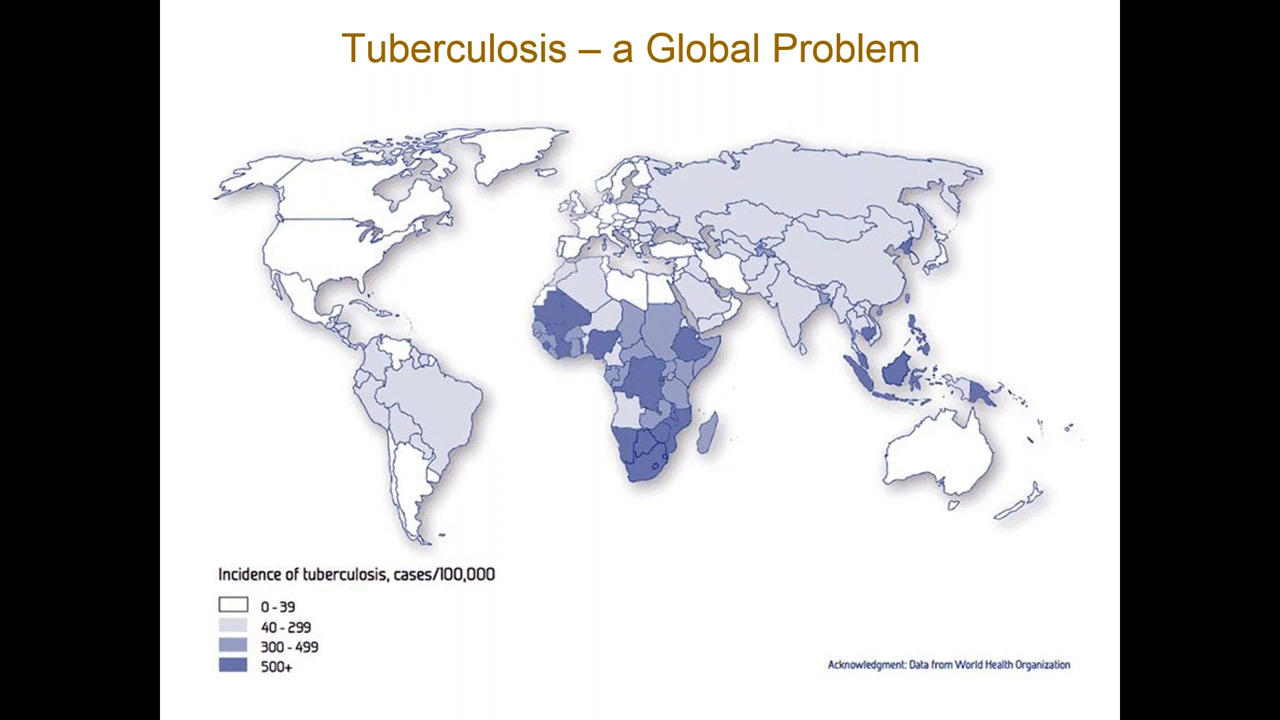 Tuberculosis – a Global Problem
Incidence of tuberculosis, cases/100,000
0 - 39
40 - 299
300 - 499
500+
Acknowledgment: Data from World Health Organization